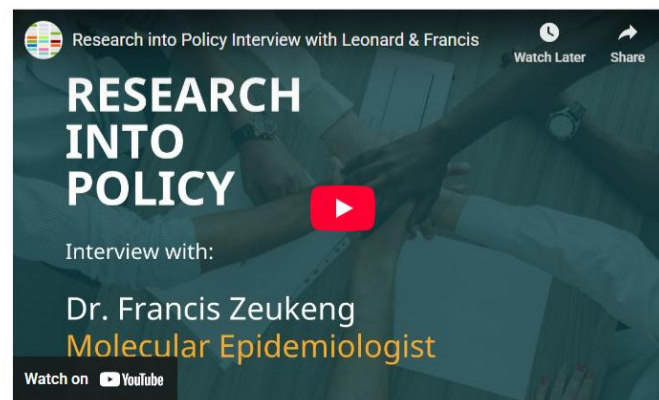 Research into Policy Interview with Leonard & Francis
Watch Later
Share
RESEARCH
INTO
POLICY
Interview with:
Dr. Francis Zeukeng
Molecular Epidemiologist
Watch on YouTube